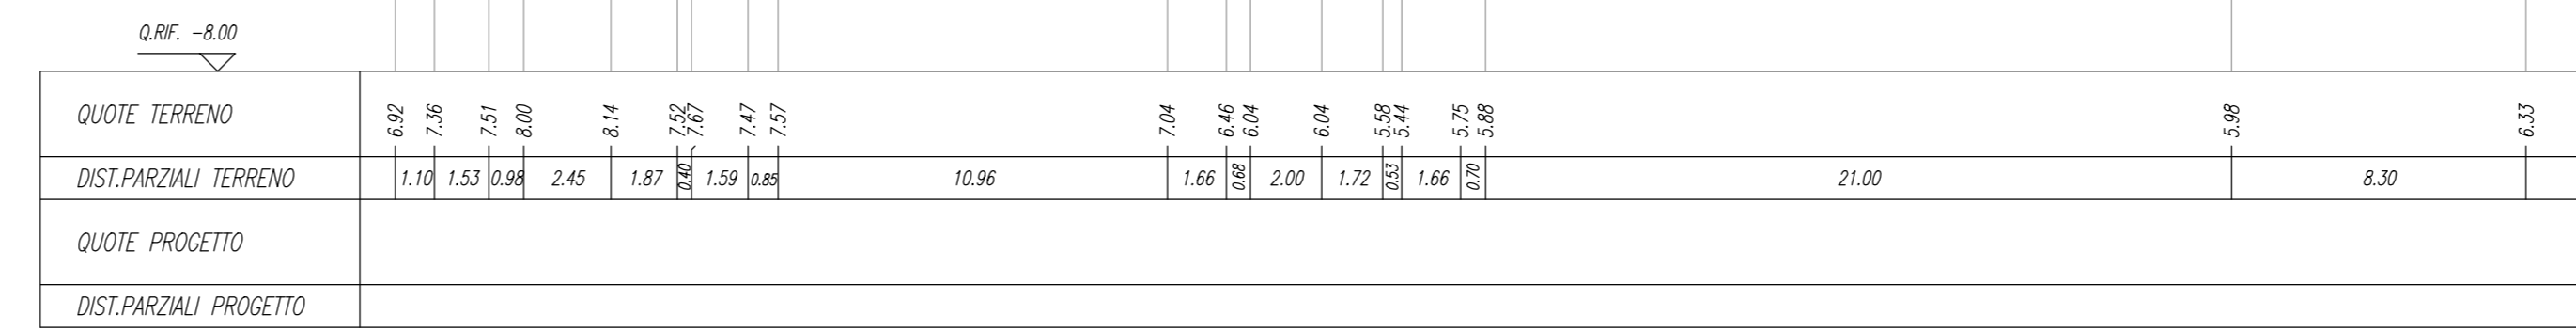 Q.RIF. -8.00
QUOTE TERRENO 6.92 7.36 7.51 8.00 8.14 7.52 7.67 7.47 7.57 7.04 6.46 6.04 6.04 5.58 5.44 5.75 5.88 5.98 6.33
DIST.PARZIALI TERRENO 1.10 1.53 0.98 2.45 1.87 0.40 1.59 0.85 10.96 1.66 0.68 2.00 1.72 0.53 1.66 0.70 21.00 8.30
QUOTE PROGETTO
DIST.PARZIALI PROGETTO